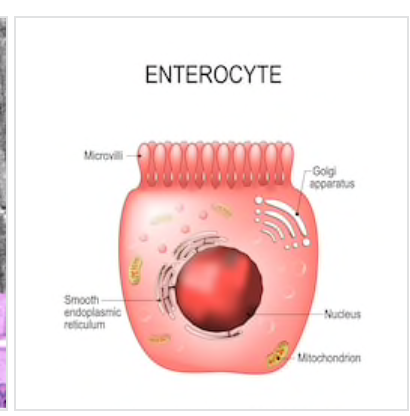 ENTEROCYTE
Microvilli
Golgi
apparatus
Smooth
endoplasmic
reticulum
Nucleus
Mitochondrion